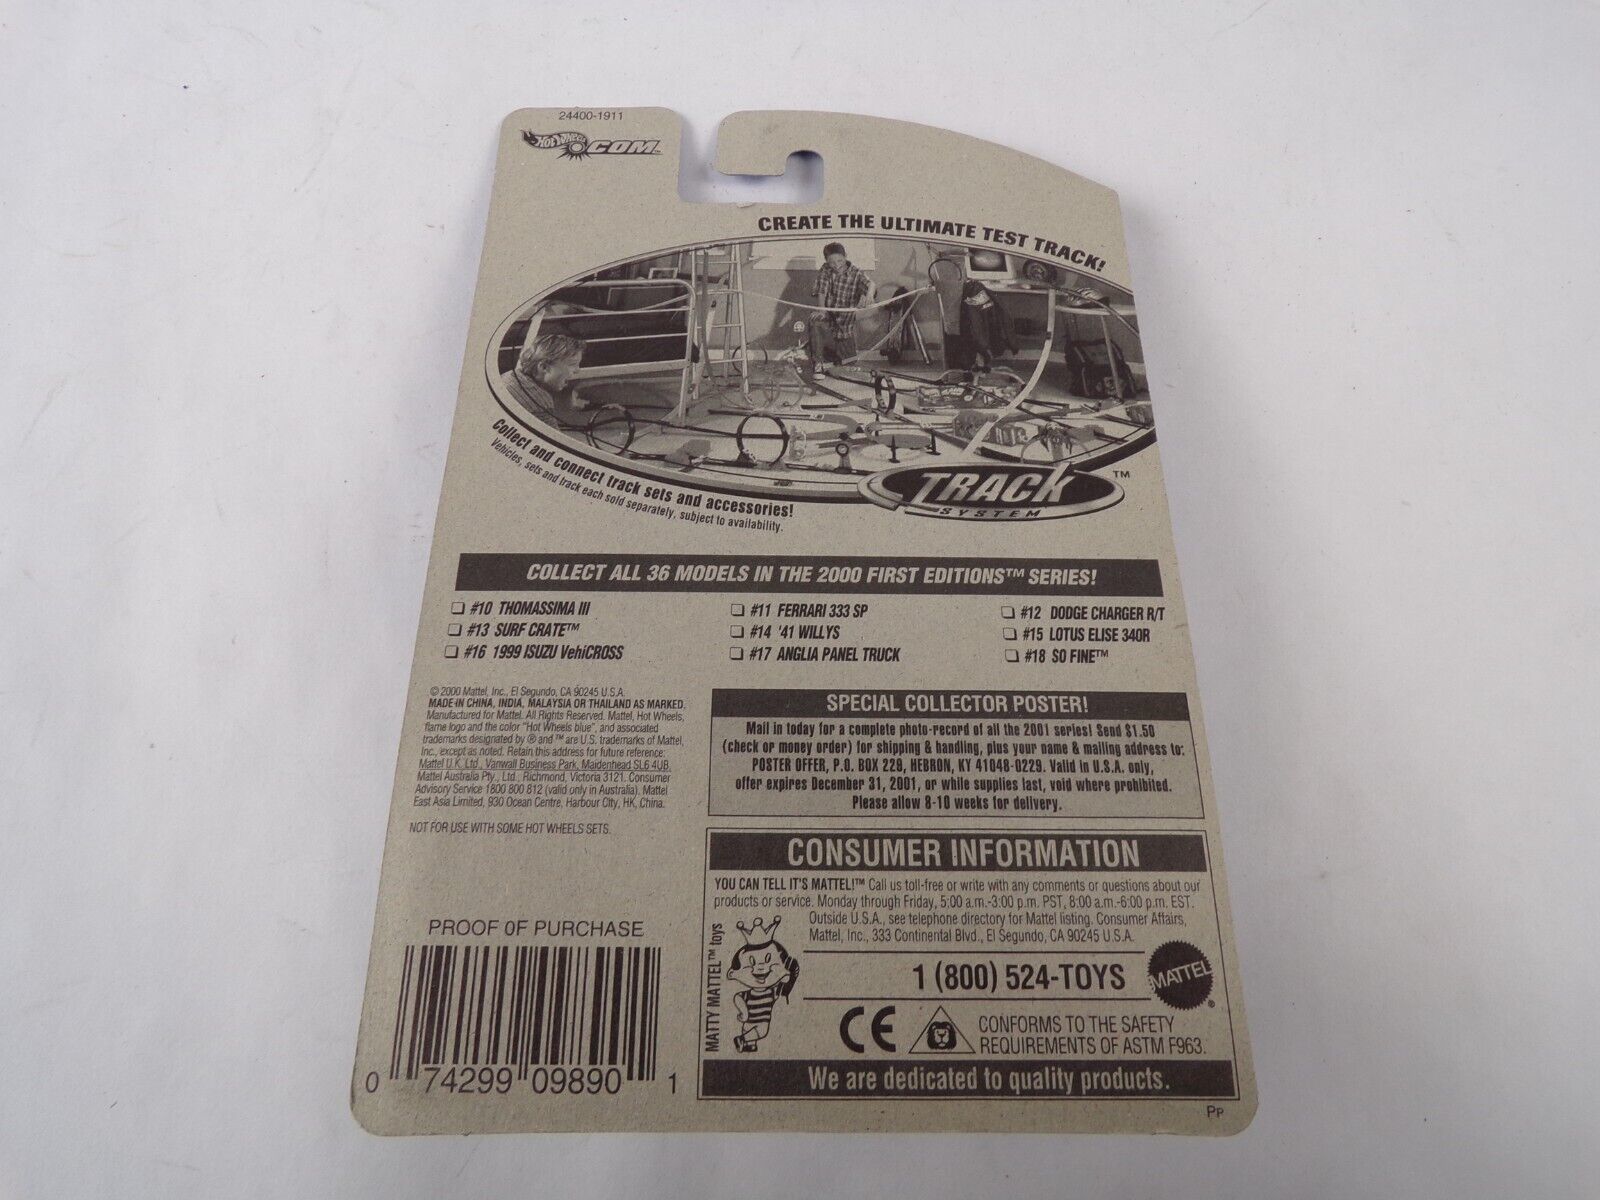 24400-1911
HOT WHEELS .COM™
CREATE THE ULTIMATE TEST TRACK!
Collect and connect track sets and accessories!
Vehicles, sets and track each sold separately, subject to availability.
TRACK ™
SYSTEM
COLLECT ALL 36 MODELS IN THE 2000 FIRST EDITIONS™ SERIES!
#10 THOMASSIMA III
#11 FERRARI 333 SP
#12 DODGE CHARGER R/T
#13 SURF CRATE™
#14 '41 WILLYS
#15 LOTUS ELISE 340R
#16 1999 ISUZU VehiCROSS
#17 ANGLIA PANEL TRUCK
#18 SO FINE™
© 2000 Mattel, Inc., El Segundo, CA 90245 U.S.A.
MADE IN CHINA, INDIA, MALAYSIA OR THAILAND AS MARKED.
Manufactured for Mattel. All Rights Reserved. Mattel, Hot Wheels,
flame logo and the color "Hot Wheels blue", and associated
trademarks designated by ® and ™ are U.S. trademarks of Mattel,
Inc., except as noted. Retain this address for future reference:
Mattel U.K. Ltd., Vanwall Business Park, Maidenhead SL6 4UB.
Mattel Australia Pty., Ltd., Richmond, Victoria 3121. Consumer
Advisory Service 1800 800 812 (valid only in Australia). Mattel
East Asia Limited, 930 Ocean Centre, Harbour City, HK, China.
NOT FOR USE WITH SOME HOT WHEELS SETS.
SPECIAL COLLECTOR POSTER!
Mail in today for a complete photo-record of all the 2001 series! Send $1.50
(check or money order) for shipping & handling, plus your name & mailing address to:
POSTER OFFER, P.O. BOX 229, HEBRON, KY 41048-0229. Valid in U.S.A. only,
offer expires December 31, 2001, or while supplies last, void where prohibited.
Please allow 8-10 weeks for delivery.
CONSUMER INFORMATION
YOU CAN TELL IT'S MATTEL!™ Call us toll-free or write with any comments or questions about our
products or service. Monday through Friday, 5:00 a.m.-3:00 p.m. PST, 8:00 a.m.-6:00 p.m. EST.
Outside U.S.A., see telephone directory for Mattel listing. Consumer Affairs,
Mattel, Inc., 333 Continental Blvd., El Segundo, CA 90245 U.S.A.
MATTY MATTEL™ toys
1 (800) 524-TOYS
MATTEL ®
CE
CONFORMS TO THE SAFETY
REQUIREMENTS OF ASTM F963.
We are dedicated to quality products.
PROOF OF PURCHASE
0 74299 09890 1
PP